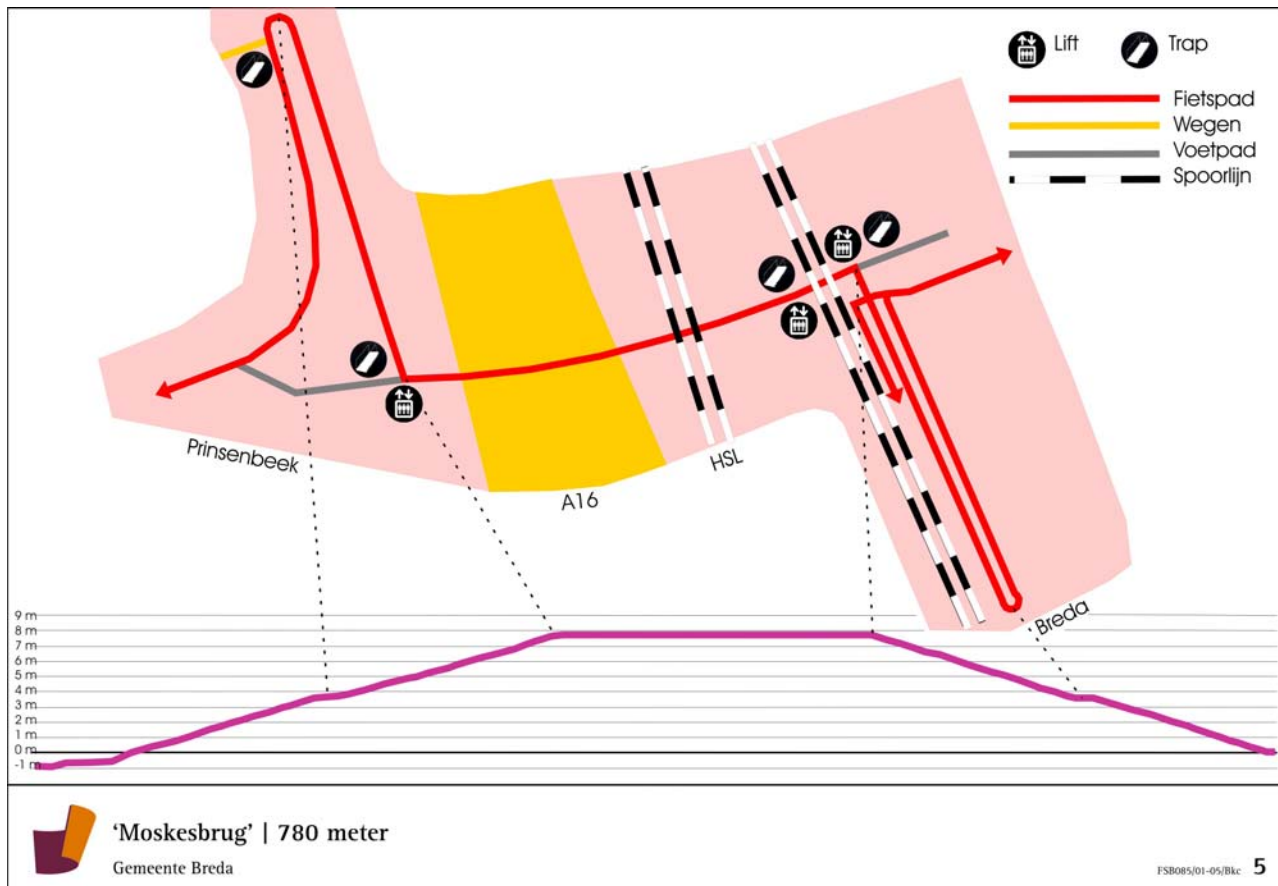 Lift
Trap
Fietspad
Wegen
Voetpad
Spoorlijn
Prinsenbeek
A16
HSL
Breda
9 m
8 m
7 m
6 m
5 m
4 m
3 m
2 m
1 m
0 m
-1 m
'Moskesbrug' | 780 meter
Gemeente Breda
FSB085/01-05/Bkc 5